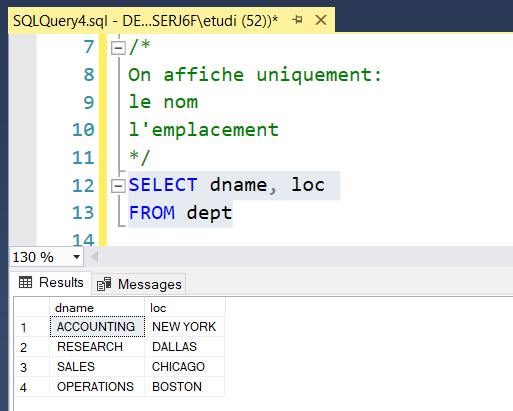 SQLQuery4.sql - DE...SERJ6F\etudi (52))*
7 /*
8 On affiche uniquement:
9 le nom
10 l'emplacement
11 */
12 SELECT dname, loc
13 FROM dept
14
130 %
Results Messages
dname loc
1 ACCOUNTING NEW YORK
2 RESEARCH DALLAS
3 SALES CHICAGO
4 OPERATIONS BOSTON